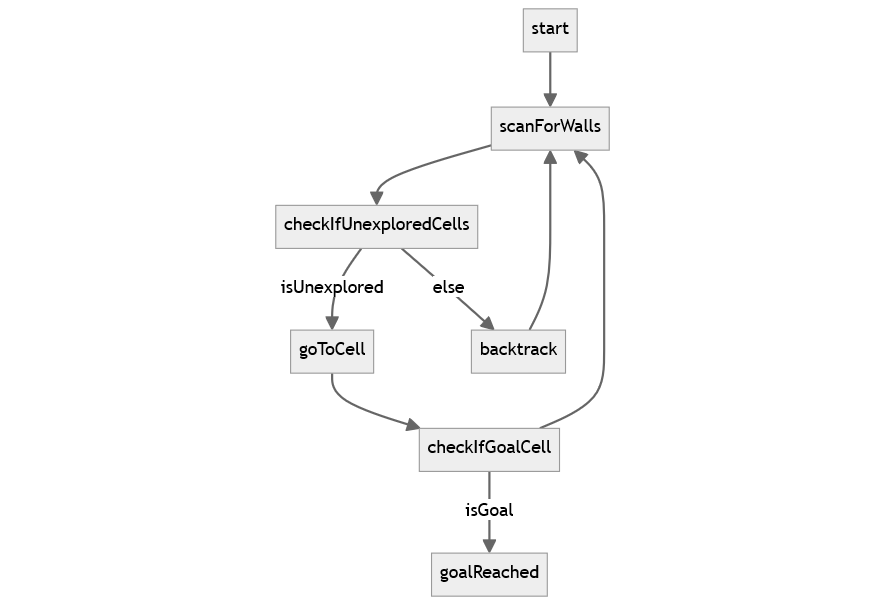 start
scanForWalls
checkIfUnexploredCells
isUnexplored
else
goToCell
backtrack
checkIfGoalCell
isGoal
goalReached